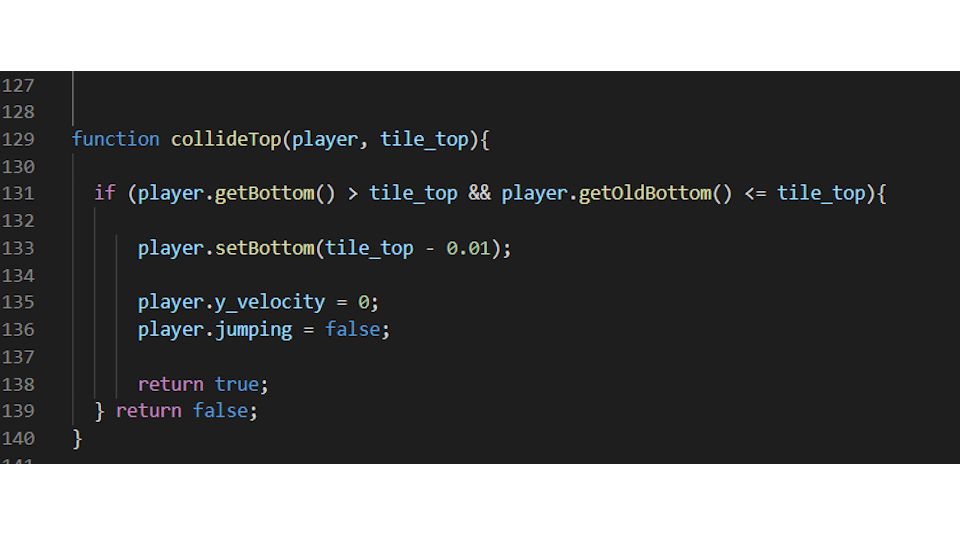 127
128
129 function collideTop(player, tile_top){
130
131 if (player.getBottom() > tile_top && player.getOldBottom() <= tile_top){
132
133 player.setBottom(tile_top - 0.01);
134
135 player.y_velocity = 0;
136 player.jumping = false;
137
138 return true;
139 } return false;
140 }
141